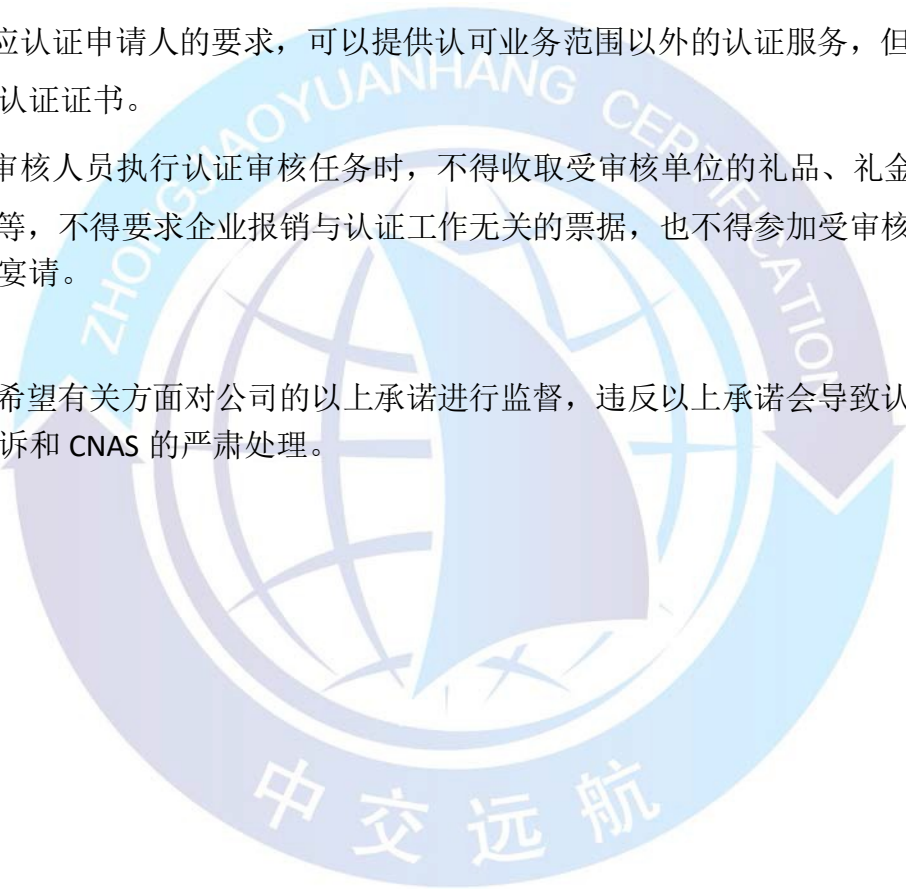 应认证申请人的要求，可以提供认可业务范围以外的认证服务，但
认证证书。
审核人员执行认证审核任务时，不得收取受审核单位的礼品、礼金
等，不得要求企业报销与认证工作无关的票据，也不得参加受审核
宴请。
希望有关方面对公司的以上承诺进行监督，违反以上承诺会导致认
诉和 CNAS 的严肃处理。
ZHONGJIAOYUANHANG CERTIFICATION
中交远航